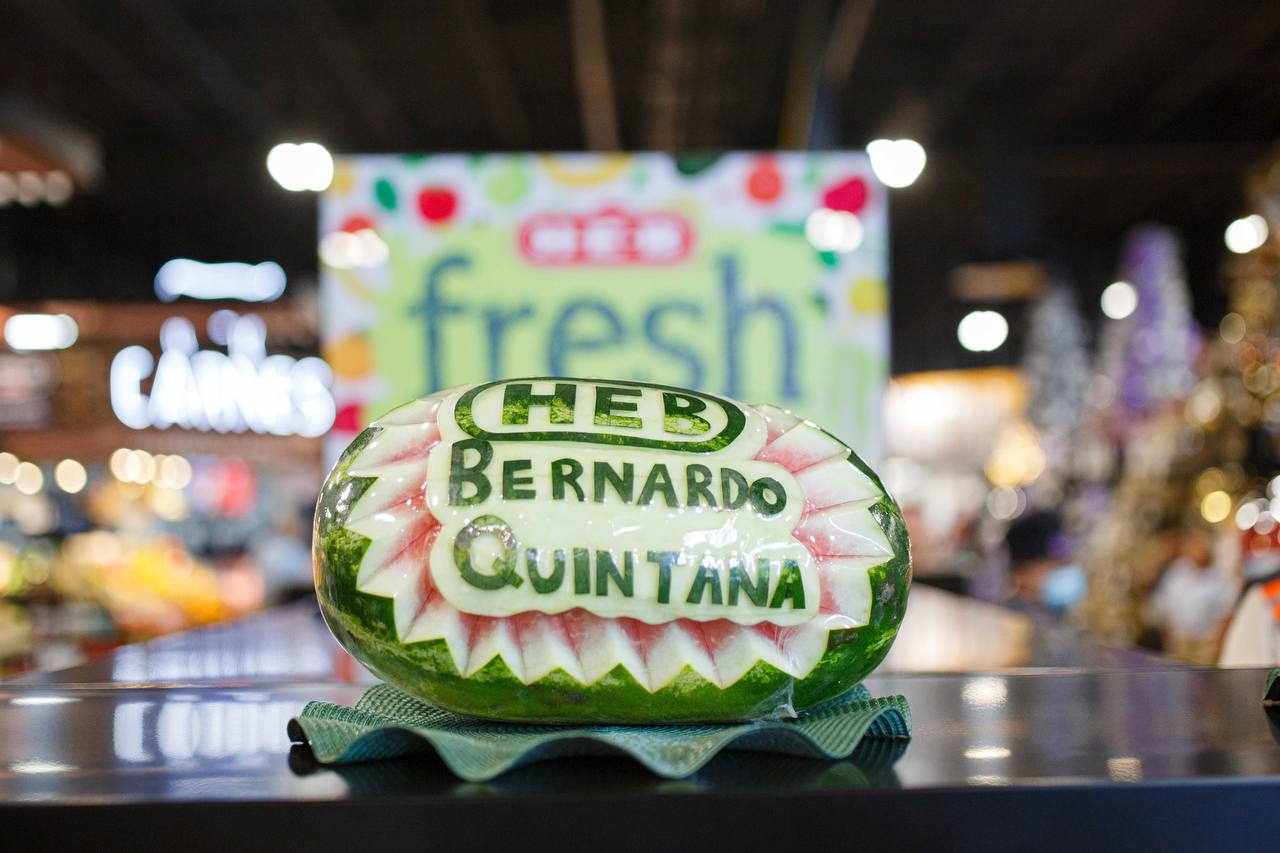 HEB
fresh
CARNES
HEB
BERNARDO
QUINTANA